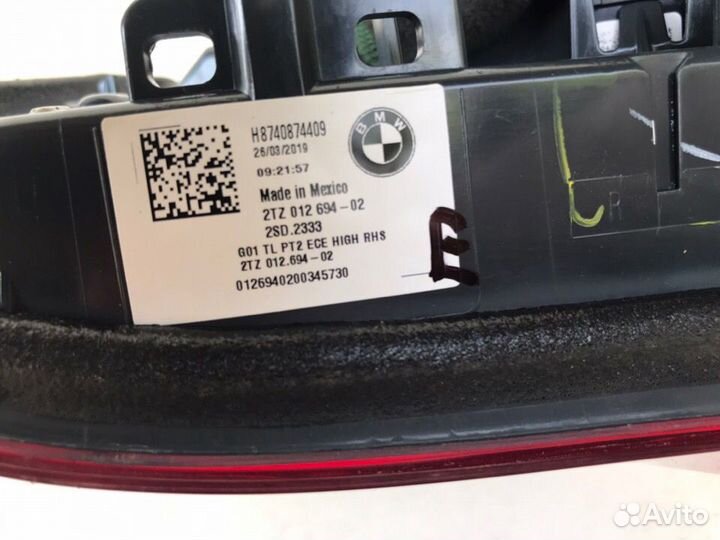 H8740874409
26/03/2019
09:21:57
BMW
Made in Mexico
2TZ 012 694-02
2SD.2333
G01 TL PT2 ECE HIGH RHS
2TZ 012.694-02
0126940200345730
E
R
Avito